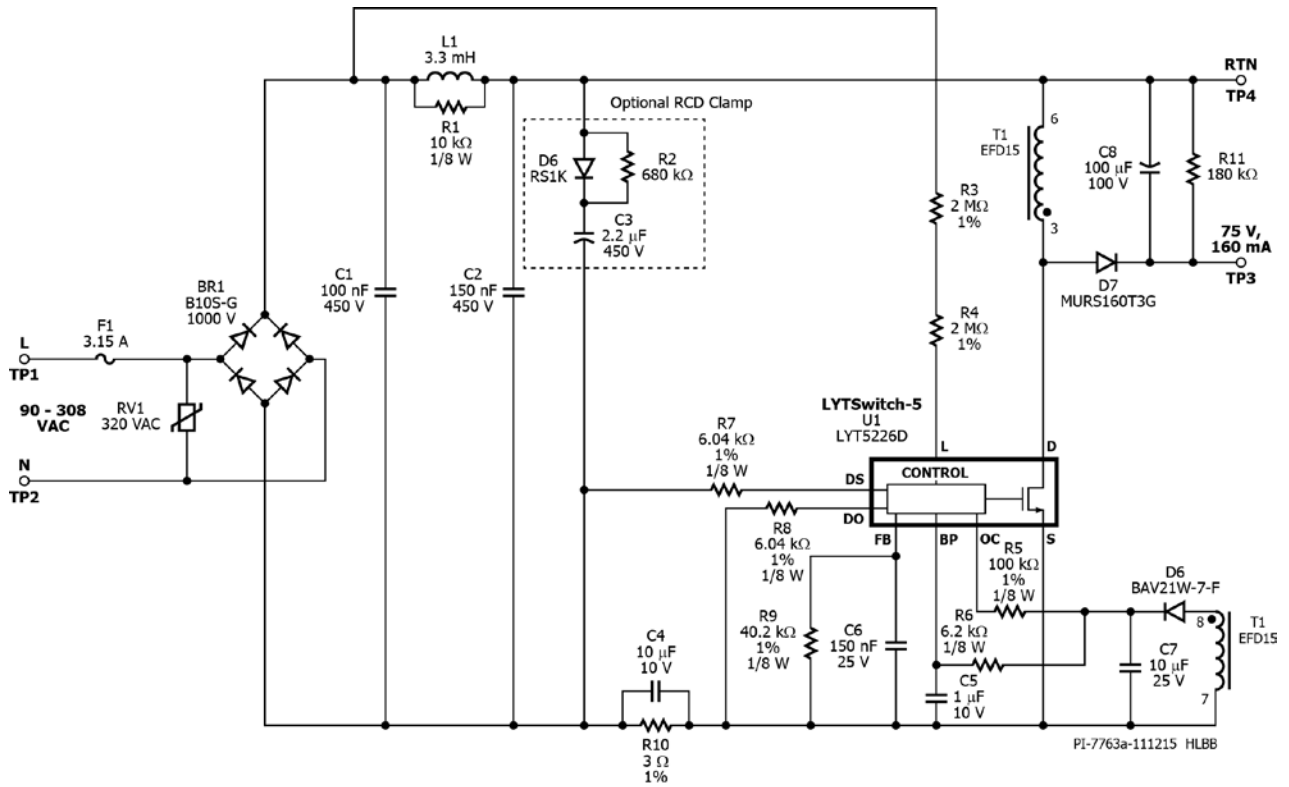 L1
3.3 mH
R1
10 kΩ
1/8 W
Optional RCD Clamp
D6
RS1K
R2
680 kΩ
C3
2.2 µF
450 V
RTN
TP4
6
T1
EFD15
3
C8
100 µF
100 V
R11
180 kΩ
R3
2 MΩ
1%
75 V,
160 mA
TP3
D7
MURS160T3G
C1
100 nF
450 V
C2
150 nF
450 V
BR1
B10S-G
1000 V
F1
3.15 A
L
TP1
R4
2 MΩ
1%
90 - 308
VAC
RV1
320 VAC
N
TP2
LYTSwitch-5
U1
LYT5226D
R7
6.04 kΩ
1%
1/8 W
L
D
CONTROL
DS
DO
FB
BP
OC
S
R8
6.04 kΩ
1%
1/8 W
R5
100 kΩ
1%
1/8 W
D6
BAV21W-7-F
R9
40.2 kΩ
1%
1/8 W
C6
150 nF
25 V
R6
6.2 kΩ
1/8 W
8
T1
EFD15
7
C7
10 µF
25 V
C4
10 µF
10 V
C5
1 µF
10 V
R10
3 Ω
1%
PI-7763a-111215 HLBB